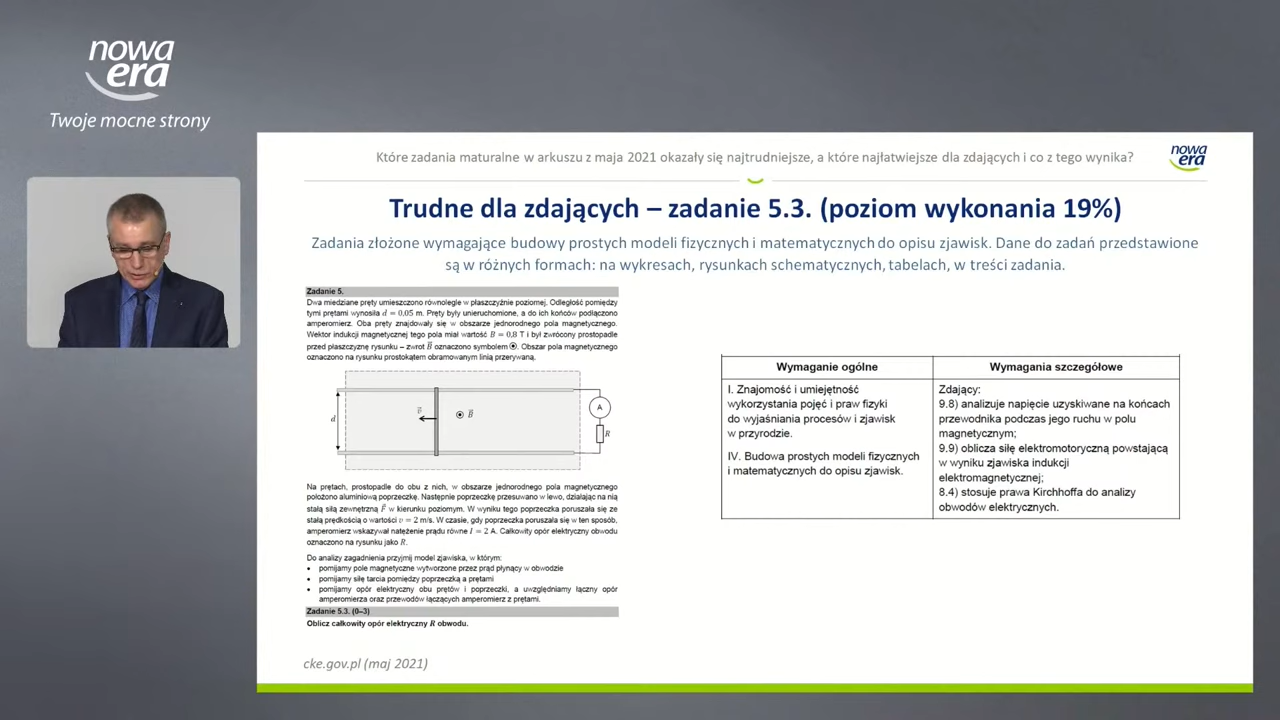 nowa
era
Twoje mocne strony
Które zadania maturalne w arkuszu z maja 2021 okazały się najtrudniejsze, a które najłatwiejsze dla zdających i co z tego wynika?
nowa
era
Trudne dla zdających – zadanie 5.3. (poziom wykonania 19%)
Zadania złożone wymagające budowy prostych modeli fizycznych i matematycznych do opisu zjawisk. Dane do zadań przedstawione
są w różnych formach: na wykresach, rysunkach schematycznych, tabelach, w treści zadania.
Zadanie 5.
Dwa miedziane pręty umieszczono równolegle w płaszczyźnie poziomej. Odległość pomiędzy
tymi prętami wynosiła d = 0,05 m. Pręty były unieruchomione, a do ich końców podłączono
amperomierz. Oba pręty znajdowały się w obszarze jednorodnego pola magnetycznego.
Wektor indukcji magnetycznej tego pola miał wartość B = 0,8 T i był zwrócony prostopadle
przed płaszczyznę rysunku – zwrot B⃗ oznaczono symbolem ⊙. Obszar pola magnetycznego
oznaczono na rysunku prostokątem obramowanym linią przerywaną.
d
v⃗
B⃗
A
R
Na prętach, prostopadle do obu z nich, w obszarze jednorodnego pola magnetycznego
położono aluminiową poprzeczkę. Następnie poprzeczkę przesuwano w lewo, działając na nią
stałą siłą zewnętrzną F⃗ w kierunku poziomym. W wyniku tego poprzeczka poruszała się ze
stałą prędkością o wartości v = 2 m/s. W czasie, gdy poprzeczka poruszała się w ten sposób,
amperomierz wskazywał natężenie prądu równe I = 2 A. Całkowity opór elektryczny obwodu
oznaczono na rysunku jako R.
Do analizy zagadnienia przyjmij model zjawiska, w którym:
• pomijamy pole magnetyczne wytworzone przez prąd płynący w obwodzie
• pomijamy siłę tarcia pomiędzy poprzeczką a prętami
• pomijamy opór elektryczny obu prętów i poprzeczki, a uwzględniamy łączny opór
amperomierza oraz przewodów łączących amperomierz z prętami.
Zadanie 5.3. (0–3)
Oblicz całkowity opór elektryczny R obwodu.
Wymaganie ogólne
I. Znajomość i umiejętność
wykorzystania pojęć i praw fizyki
do wyjaśniania procesów i zjawisk
w przyrodzie.
IV. Budowa prostych modeli fizycznych
i matematycznych do opisu zjawisk.
Wymagania szczegółowe
Zdający:
9.8) analizuje napięcie uzyskiwane na końcach
przewodnika podczas jego ruchu w polu
magnetycznym;
9.9) oblicza siłę elektromotoryczną powstającą
w wyniku zjawiska indukcji
elektromagnetycznej;
8.4) stosuje prawa Kirchhoffa do analizy
obwodów elektrycznych.
cke.gov.pl (maj 2021)